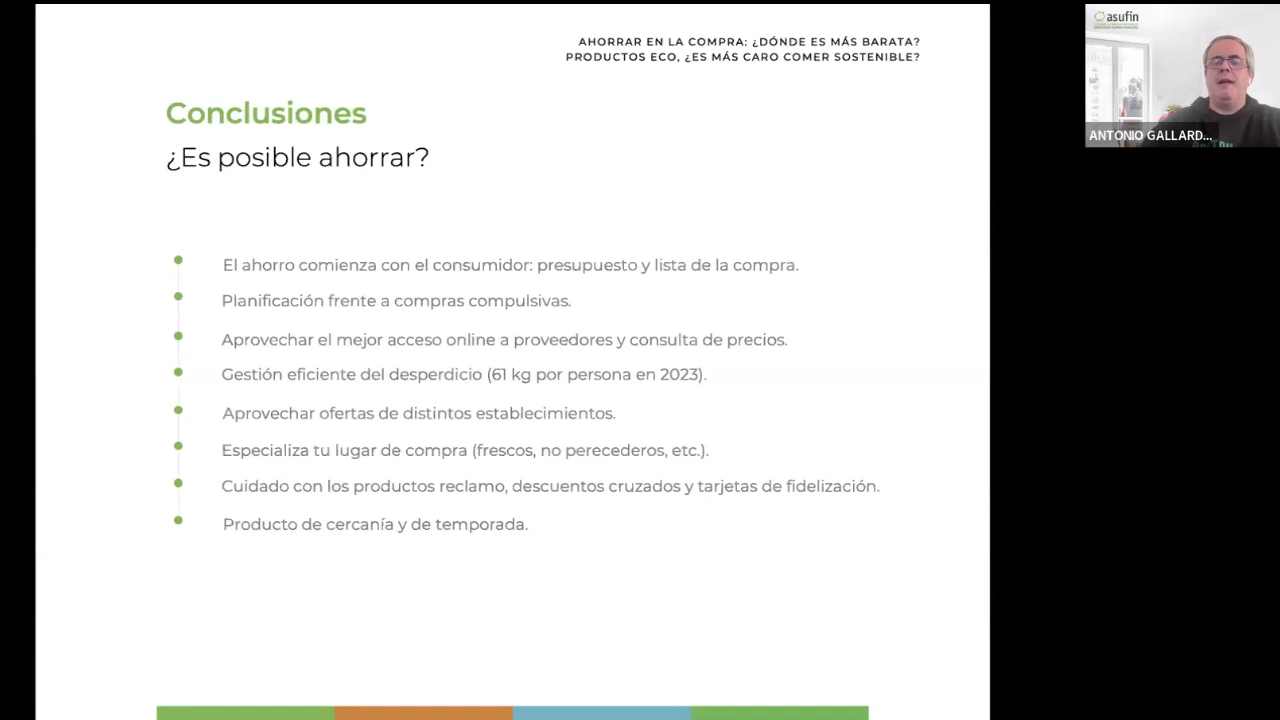 AHORRAR EN LA COMPRA: ¿DÓNDE ES MÁS BARATA?
PRODUCTOS ECO, ¿ES MÁS CARO COMER SOSTENIBLE?
Conclusiones
¿Es posible ahorrar?
El ahorro comienza con el consumidor: presupuesto y lista de la compra.
Planificación frente a compras compulsivas.
Aprovechar el mejor acceso online a proveedores y consulta de precios.
Gestión eficiente del desperdicio (61 kg por persona en 2023).
Aprovechar ofertas de distintos establecimientos.
Especializa tu lugar de compra (frescos, no perecederos, etc.).
Cuidado con los productos reclamo, descuentos cruzados y tarjetas de fidelización.
Producto de cercanía y de temporada.
asufin
ANTONIO GALLARD...